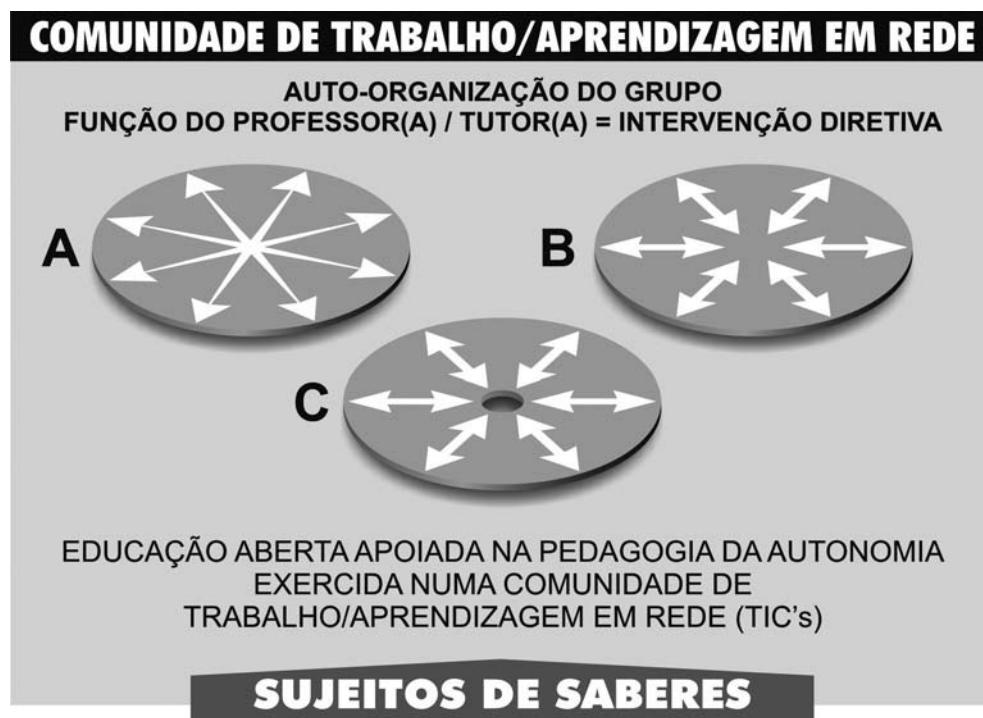 COMUNIDADE DE TRABALHO/APRENDIZAGEM EM REDE
AUTO-ORGANIZAÇÃO DO GRUPO
FUNÇÃO DO PROFESSOR(A) / TUTOR(A) = INTERVENÇÃO DIRETIVA
A
B
C
EDUCAÇÃO ABERTA APOIADA NA PEDAGOGIA DA AUTONOMIA
EXERCIDA NUMA COMUNIDADE DE
TRABALHO/APRENDIZAGEM EM REDE (TIC's)
SUJEITOS DE SABERES